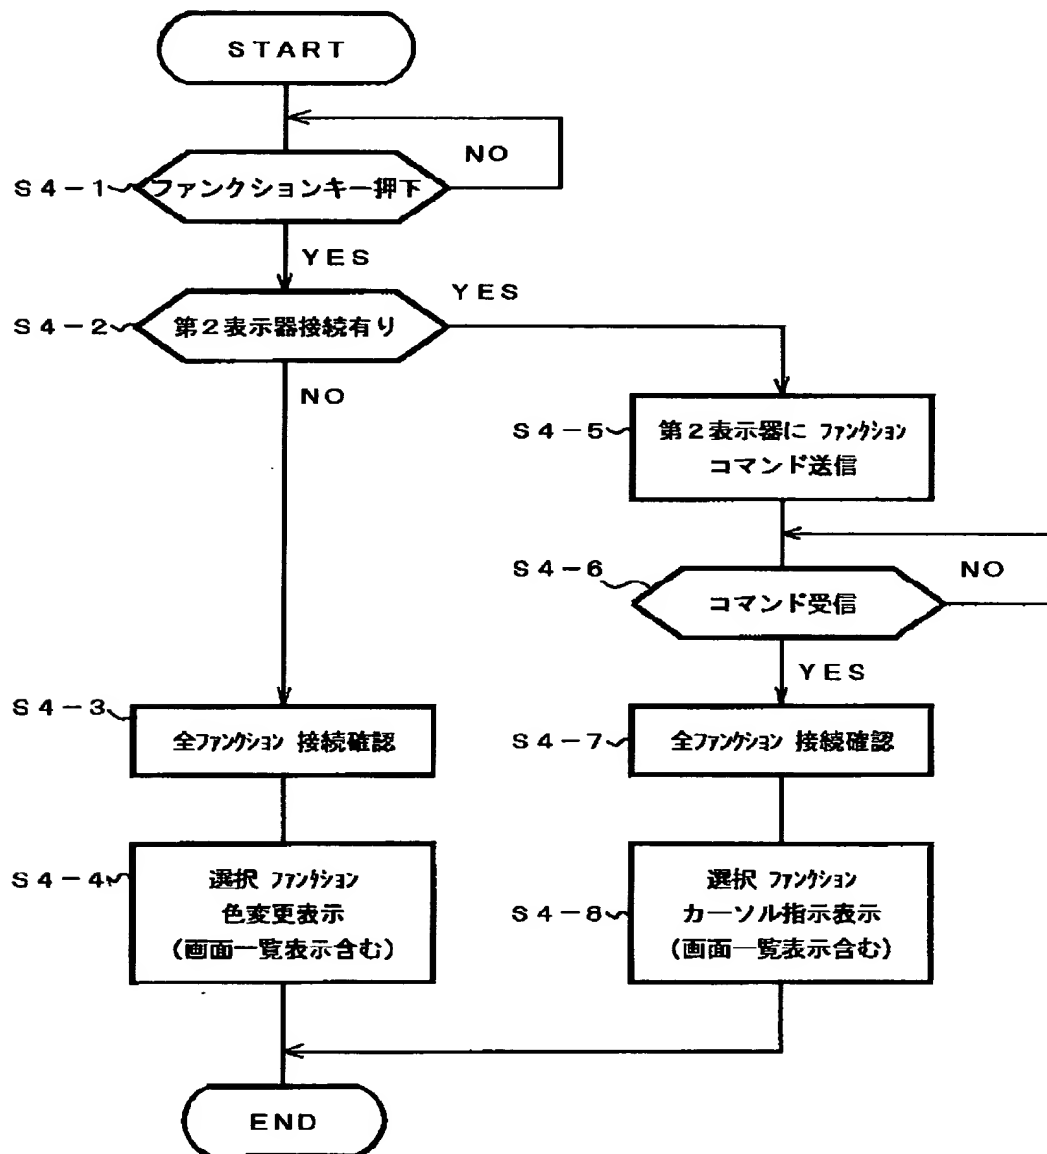 START
NO
S4-1
ファンクションキー押下
YES
YES
S4-2
第2表示器接続有り
NO
S4-5
第2表示器に ファンクション
コマンド送信
S4-6
NO
コマンド受信
YES
S4-3
全ファンクション 接続確認
S4-7
全ファンクション 接続確認
S4-4
選択 ファンクション
色変更表示
(画面一覧表示含む)
S4-8
選択 ファンクション
カーソル指示表示
(画面一覧表示含む)
END